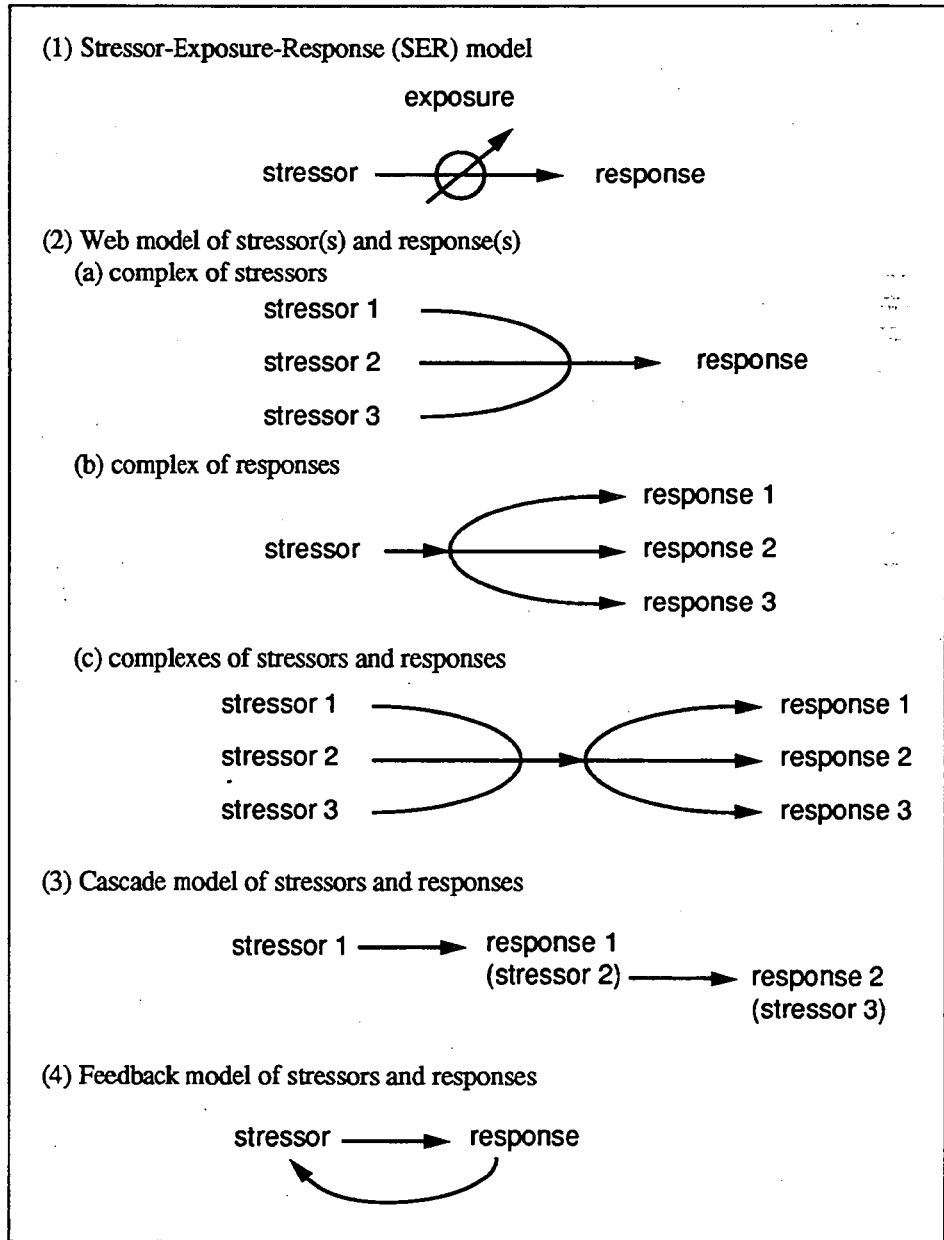 (1) Stressor-Exposure-Response (SER) model
exposure
stressor response
(2) Web model of stressor(s) and response(s)
(a) complex of stressors
stressor 1
stressor 2 response
stressor 3
(b) complex of responses
response 1
stressor response 2
response 3
(c) complexes of stressors and responses
stressor 1 response 1
stressor 2 response 2
stressor 3 response 3
(3) Cascade model of stressors and responses
stressor 1 response 1
(stressor 2) response 2
(stressor 3)
(4) Feedback model of stressors and responses
stressor response